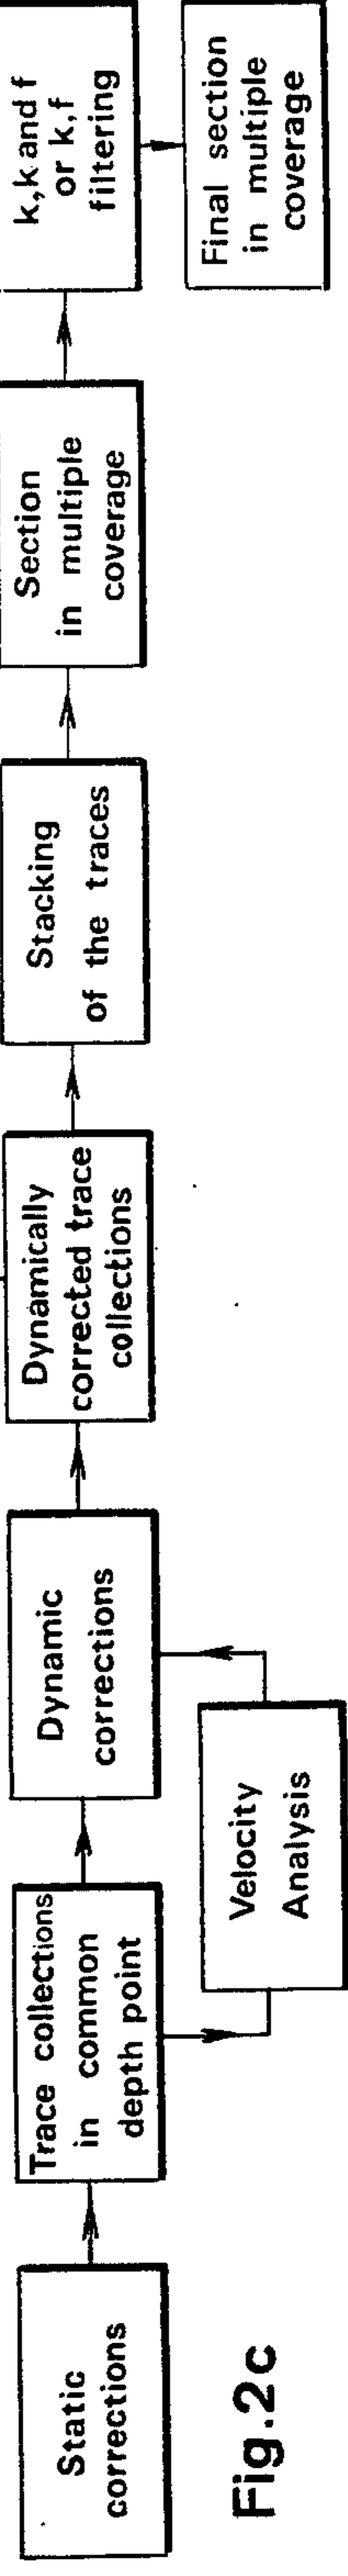 Static
corrections
Trace collections
in common
depth point
Velocity
Analysis
Dynamic
corrections
Dynamically
corrected trace
collections
Stacking
of the traces
Section
in multiple
coverage
k,k and f
or k,f
filtering
Final section
in multiple
coverage
Fig.2c